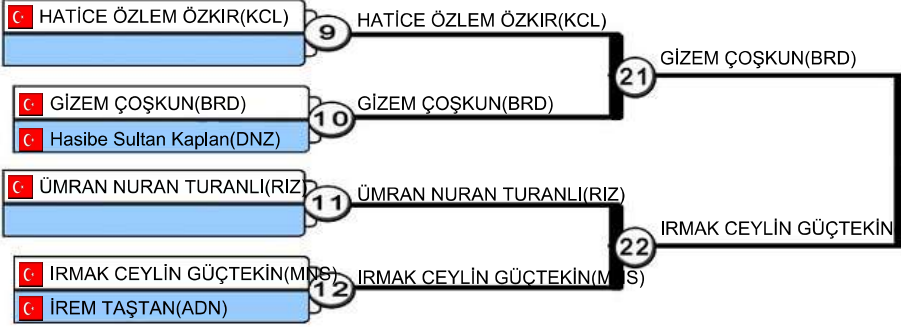 HATİCE ÖZLEM ÖZKIR(KCL)
9
HATİCE ÖZLEM ÖZKIR(KCL)
21
GİZEM ÇOŞKUN(BRD)
GİZEM ÇOŞKUN(BRD)
Hasibe Sultan Kaplan(DNZ)
10
GİZEM ÇOŞKUN(BRD)
ÜMRAN NURAN TURANLI(RIZ)
11
ÜMRAN NURAN TURANLI(RIZ)
22
IRMAK CEYLİN GÜÇTEKİN
IRMAK CEYLİN GÜÇTEKİN(MNS)
İREM TAŞTAN(ADN)
12
IRMAK CEYLİN GÜÇTEKİN(MNS)